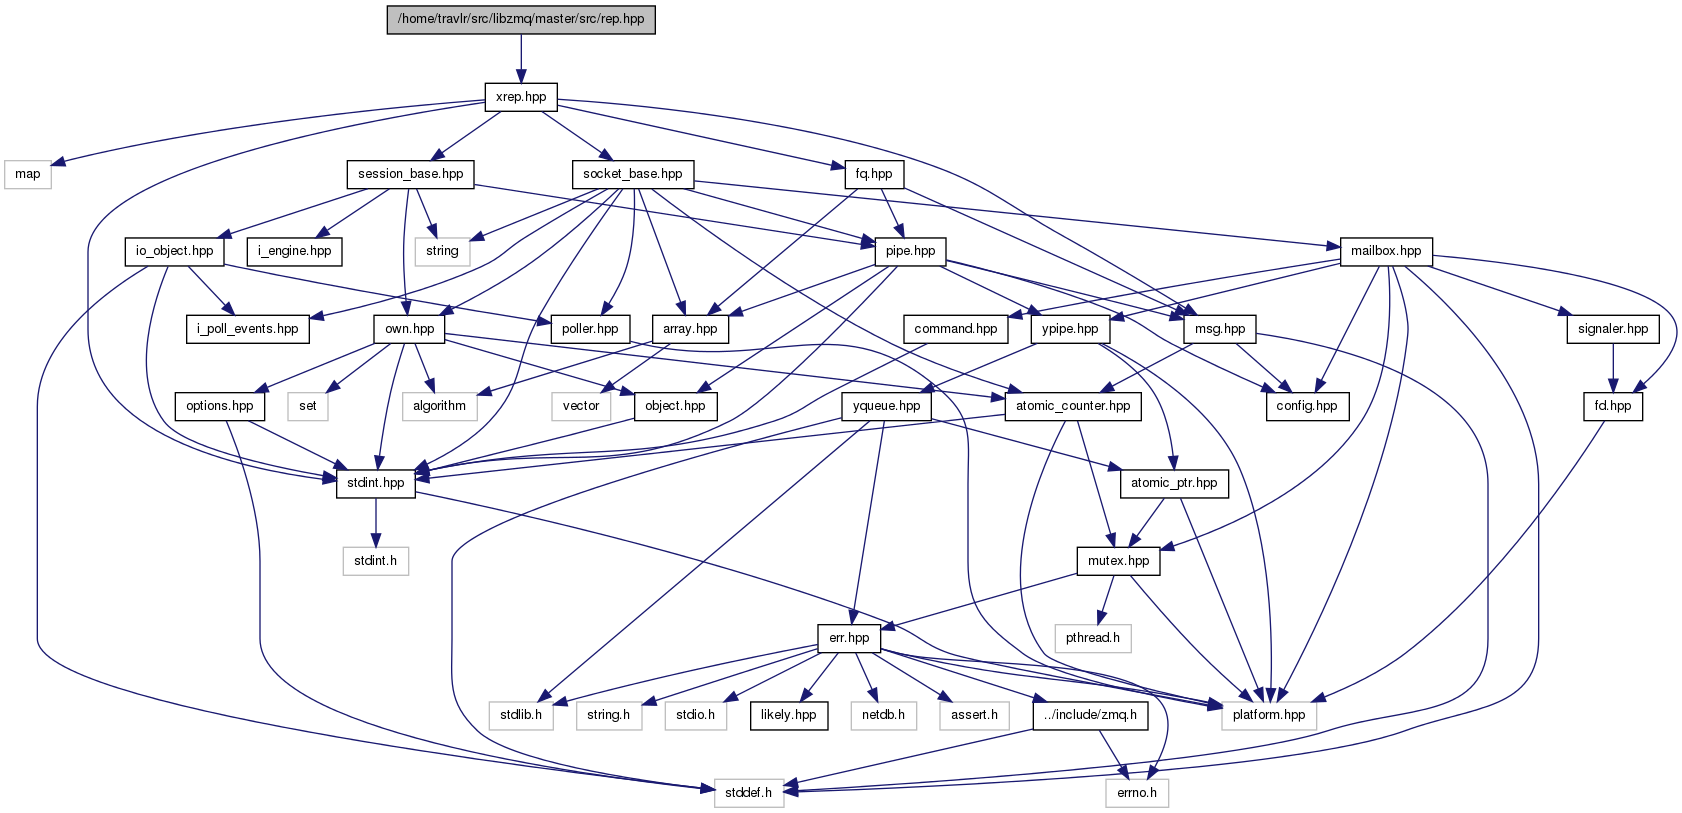 /home/travlr/src/libzmq/master/src/rep.hpp
xrep.hpp
map
session_base.hpp
socket_base.hpp
fq.hpp
io_object.hpp
i_engine.hpp
string
pipe.hpp
mailbox.hpp
i_poll_events.hpp
own.hpp
poller.hpp
array.hpp
command.hpp
ypipe.hpp
msg.hpp
signaler.hpp
options.hpp
set
algorithm
vector
object.hpp
yqueue.hpp
atomic_counter.hpp
config.hpp
fd.hpp
stdint.hpp
atomic_ptr.hpp
stdint.h
mutex.hpp
err.hpp
pthread.h
stdlib.h
string.h
stdio.h
likely.hpp
netdb.h
assert.h
../include/zmq.h
platform.hpp
stddef.h
errno.h